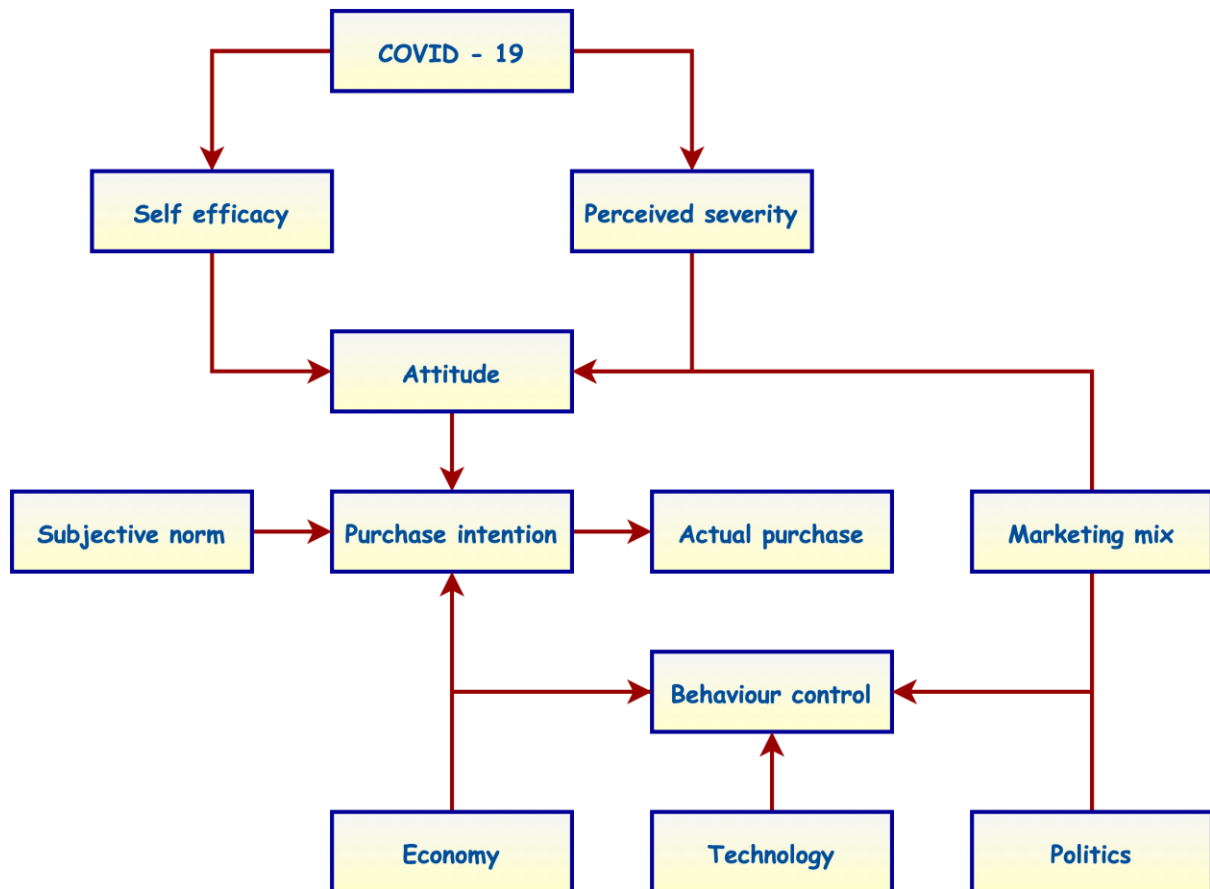 COVID - 19
Self efficacy
Perceived severity
Attitude
Subjective norm
Purchase intention
Actual purchase
Marketing mix
Behaviour control
Economy
Technology
Politics